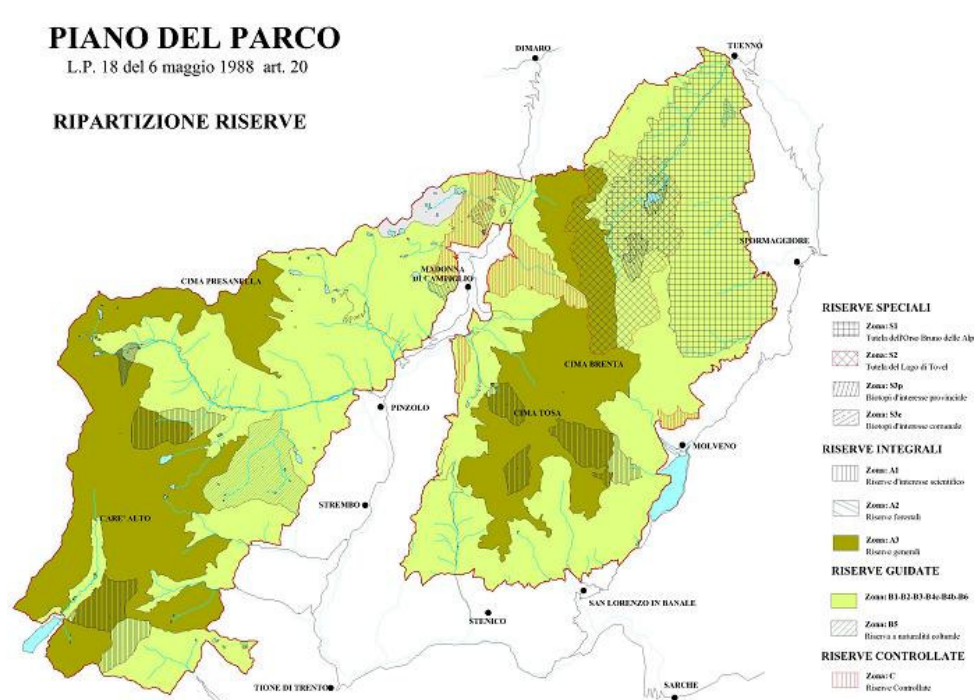 PIANO DEL PARCO
L.P. 18 del 6 maggio 1988 art. 20
RIPARTIZIONE RISERVE
DIMARO
TUENNO
SPORMAGGIORE
CIMA PRESANELLA
MADONNA
DI CAMPIGLIO
CIMA BRENTA
CIMA TOSA
PINZOLO
MOLVENO
STREMBO
CARE' ALTO
SAN LORENZO IN BANALE
STENICO
TIONE DI TRENTO
SARCHE
RISERVE SPECIALI
Zona: S1
Tutela dell'Orso Bruno delle Alp
Zona: S2
Tutela del Lago di Tovel
Zona: S3p
Biotopi d'interesse provinciale
Zona: S3c
Biotopi d'interesse comunale
RISERVE INTEGRALI
Zona: A1
Riserve d'interesse scientifico
Zona: A2
Riserve forestali
Zona: A3
Riserve generali
RISERVE GUIDATE
Zona: B1-B2-B3-B4c-B4b-B6
Zona: B5
Riserva a naturalità colturale
RISERVE CONTROLLATE
Zona: C
Riserve Controllate